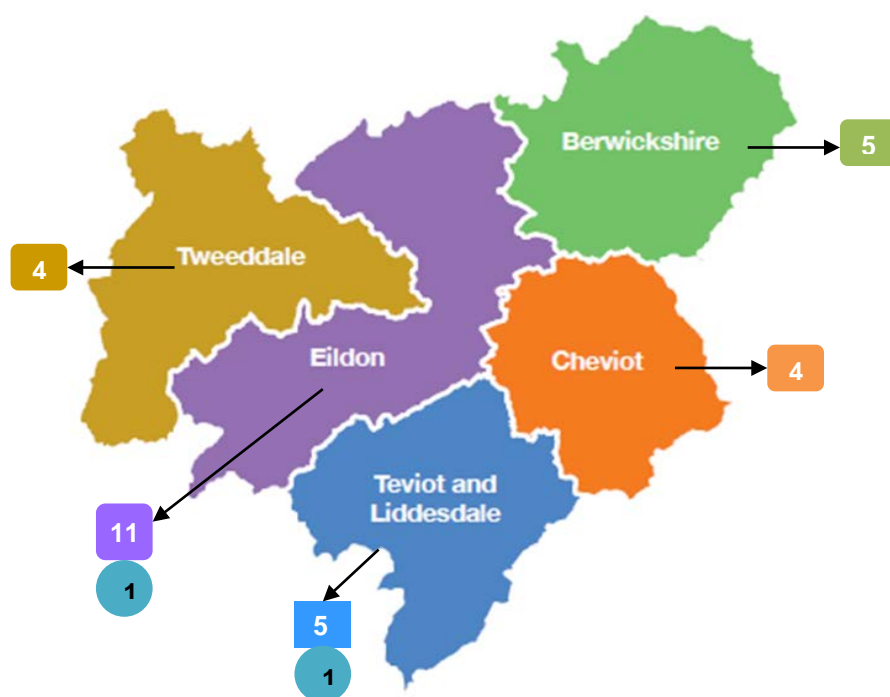 Berwickshire
5
Tweeddale
4
Eildon
Cheviot
4
Teviot and
Liddesdale
11
1
5
1